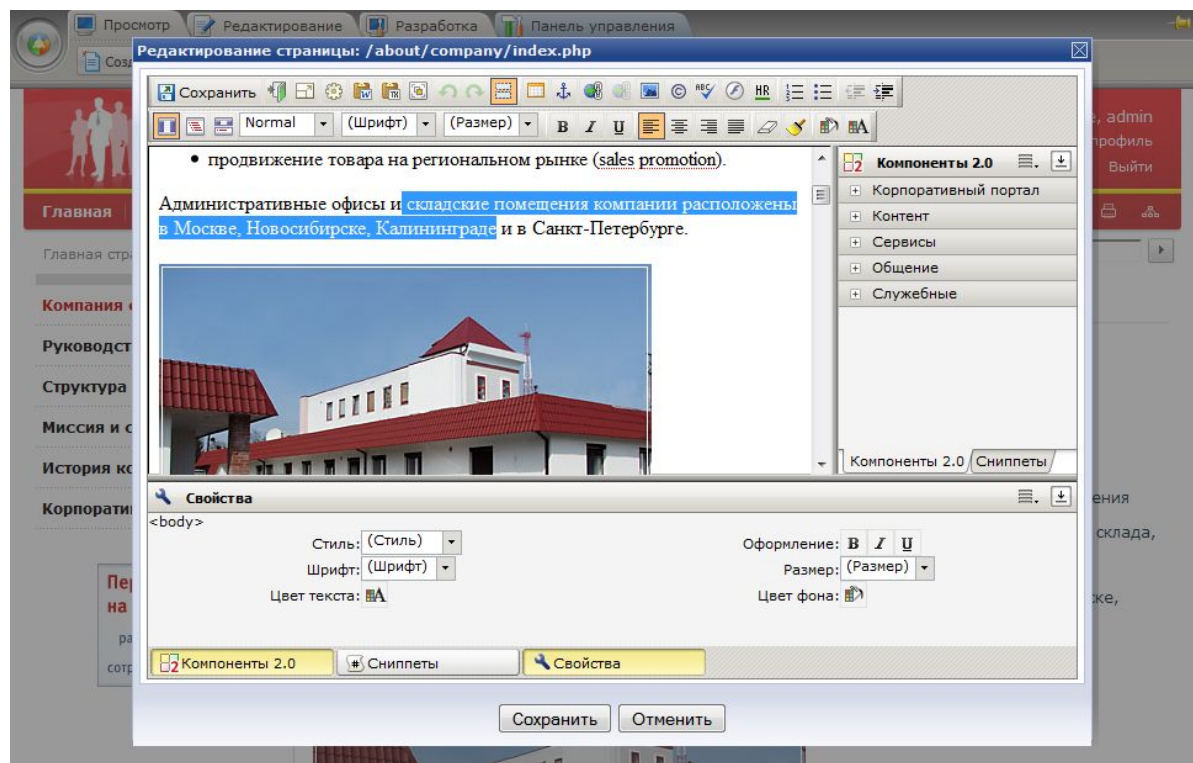 Просмотр Редактирование Разработка Панель управления
Редактирование страницы: /about/company/index.php
Сохранить
HR
Normal (Шрифт) (Размер) B I U
admin
Выйти
• продвижение товара на региональном рынке (sales promotion).
Административные офисы и складские помещения компании расположены
в Москве, Новосибирске, Калининграде и в Санкт-Петербурге.
Компоненты 2.0
Корпоративный портал
Контент
Сервисы
Общение
Служебные
Компоненты 2.0 Сниппеты
Главная
Главная
Компания
Структура
Миссия и
История
Свойства
<body>
Стиль: (Стиль)
Оформление: B I U
Шрифт: (Шрифт)
Размер: (Размер)
Цвет текста:
Цвет фона:
склада,
на
Компоненты 2.0 Сниппеты Свойства
Сохранить Отменить